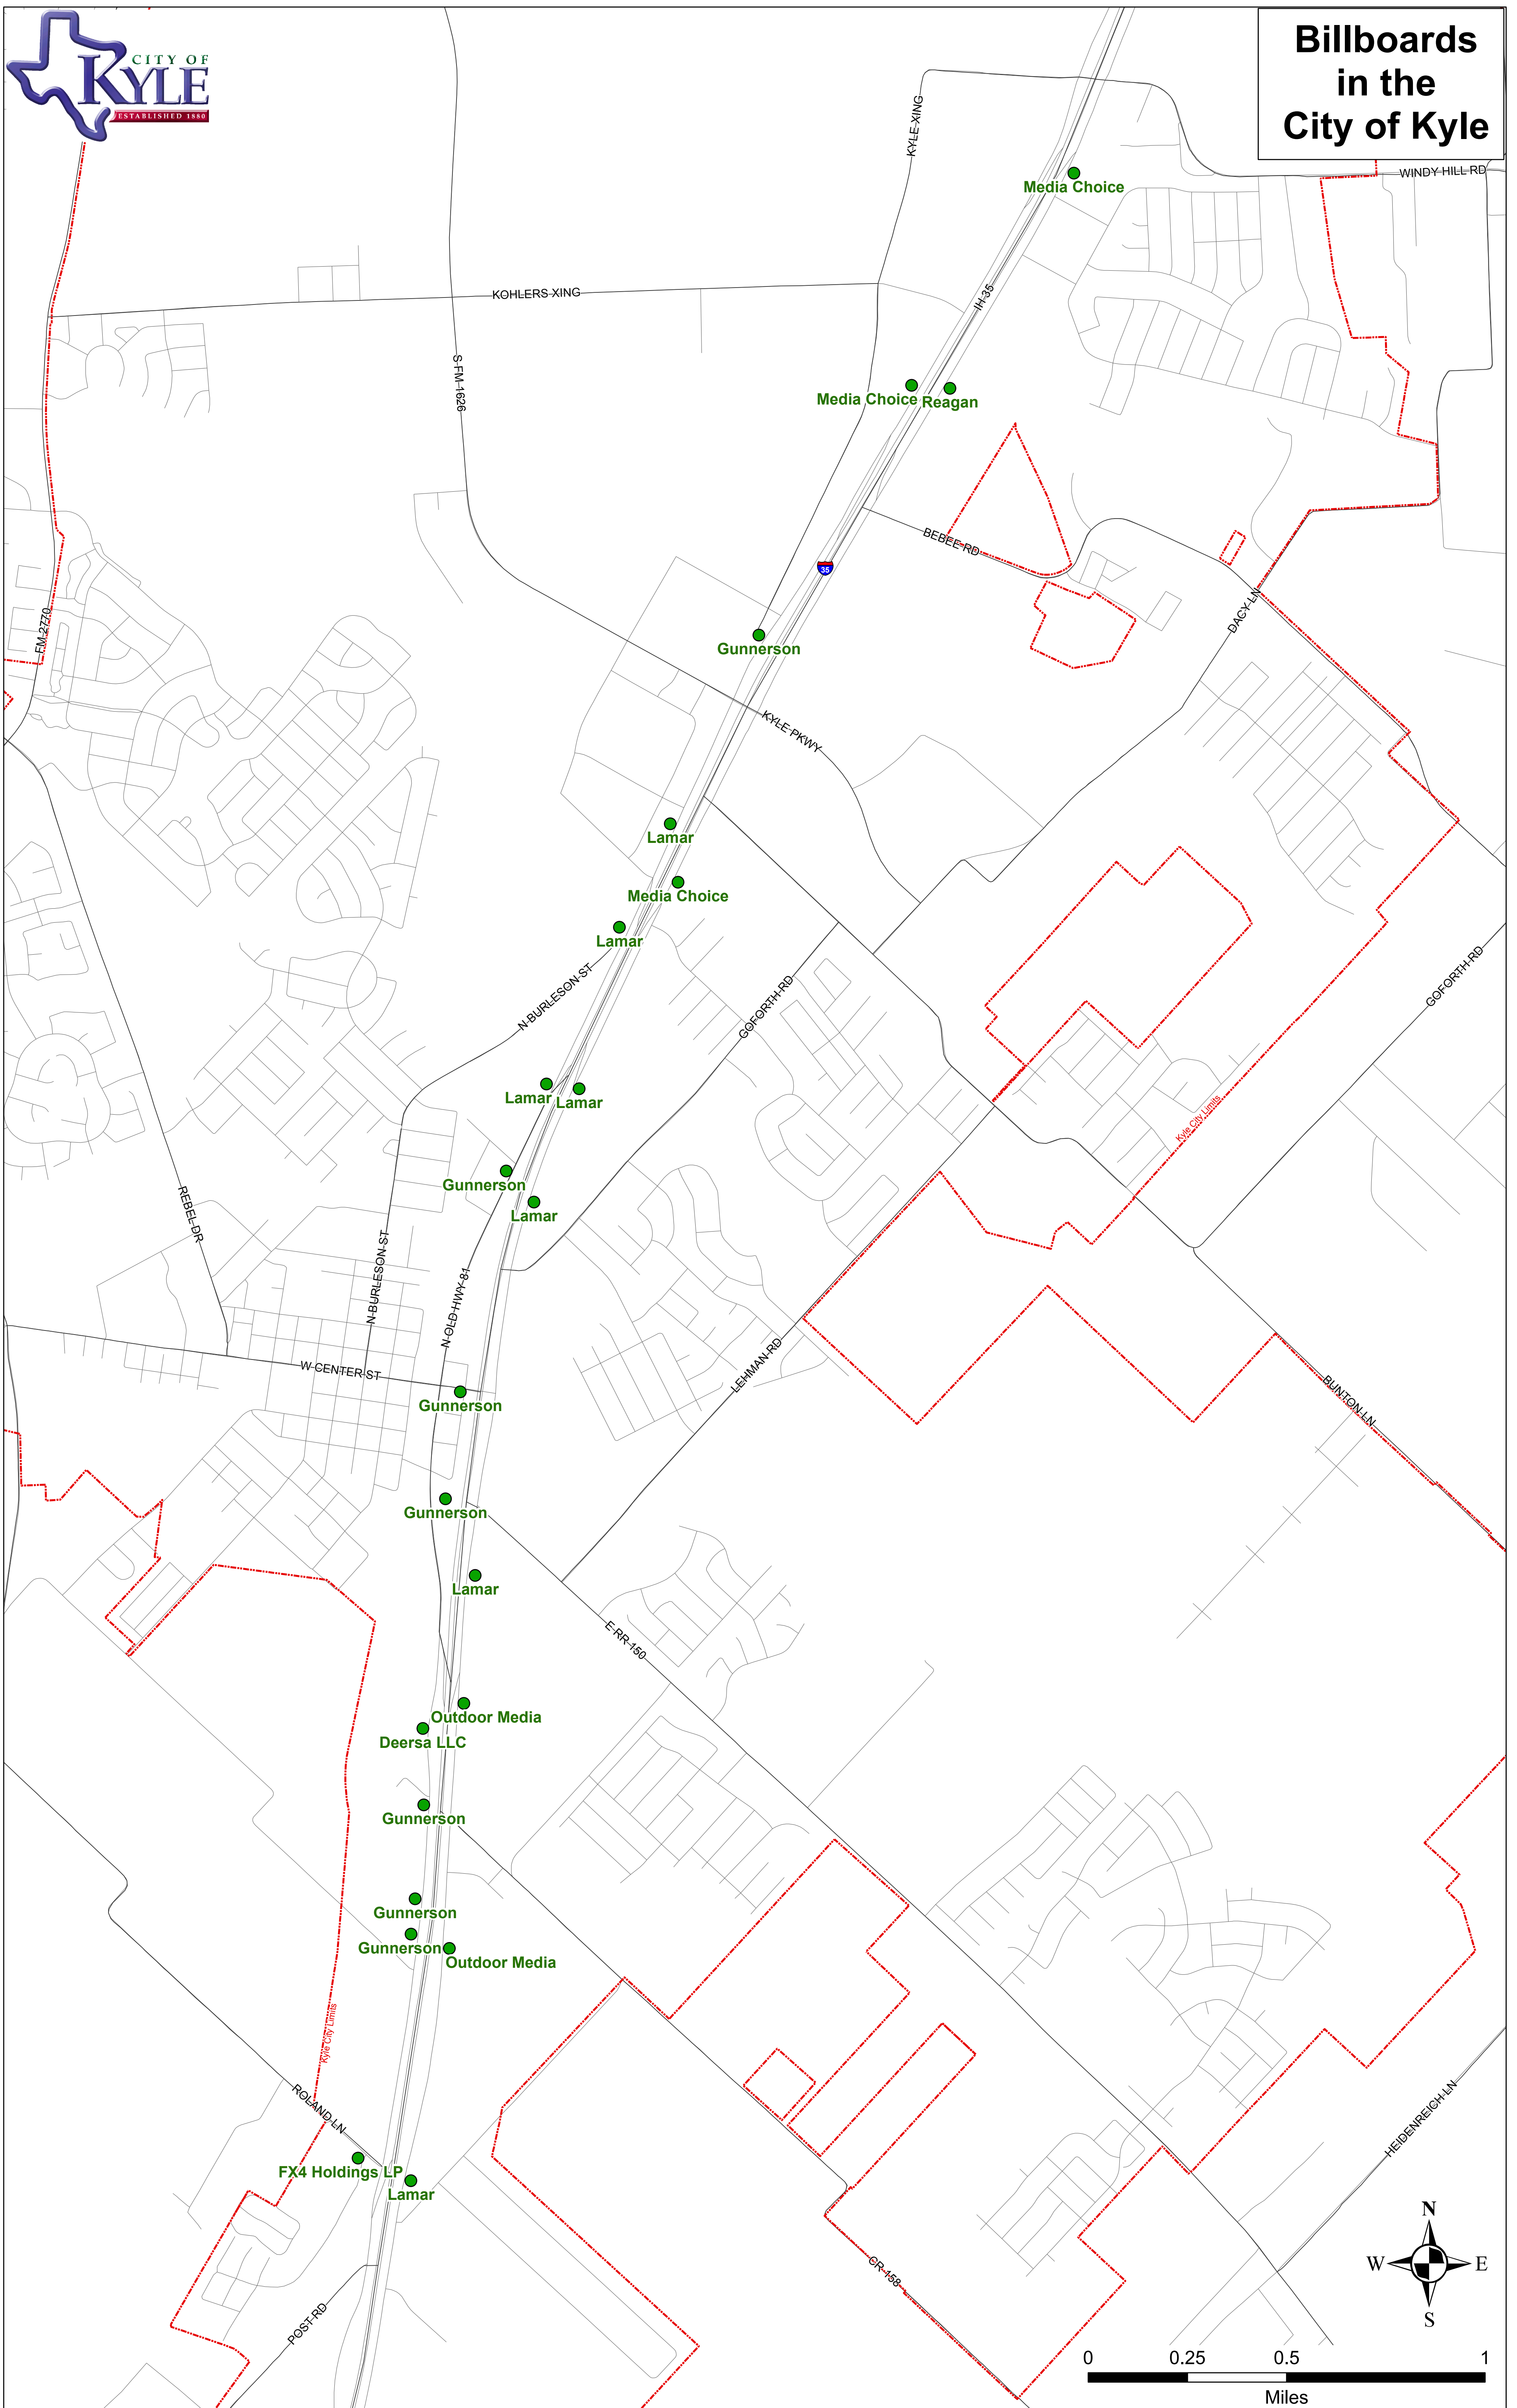 CITY OF
KYLE
ESTABLISHED 1880
Billboards
in the
City of Kyle
KYLE XING
WINDY HILL RD
Media Choice
KOHLERS XING
IH 35
S FM 1626
Media Choice
Reagan
BEBEE RD
35
FM 2770
DACY LN
Gunnerson
KYLE PKWY
Lamar
Media Choice
Lamar
N BURLESON ST
GOFORTH RD
GOFORTH RD
Lamar
Lamar
Kyle City Limits
Gunnerson
Lamar
REBEL DR
N BURLESON ST
N OLD HWY 81
W CENTER ST
LEHMAN RD
BUNTON LN
Gunnerson
Gunnerson
Lamar
E RR 150
Outdoor Media
Deersa LLC
Gunnerson
Gunnerson
Gunnerson
Outdoor Media
Kyle City Limits
ROLAND LN
HEIDENREICH LN
FX4 Holdings LP
Lamar
CR 158
POST RD
N
W
E
S
0
0.25
0.5
1
Miles